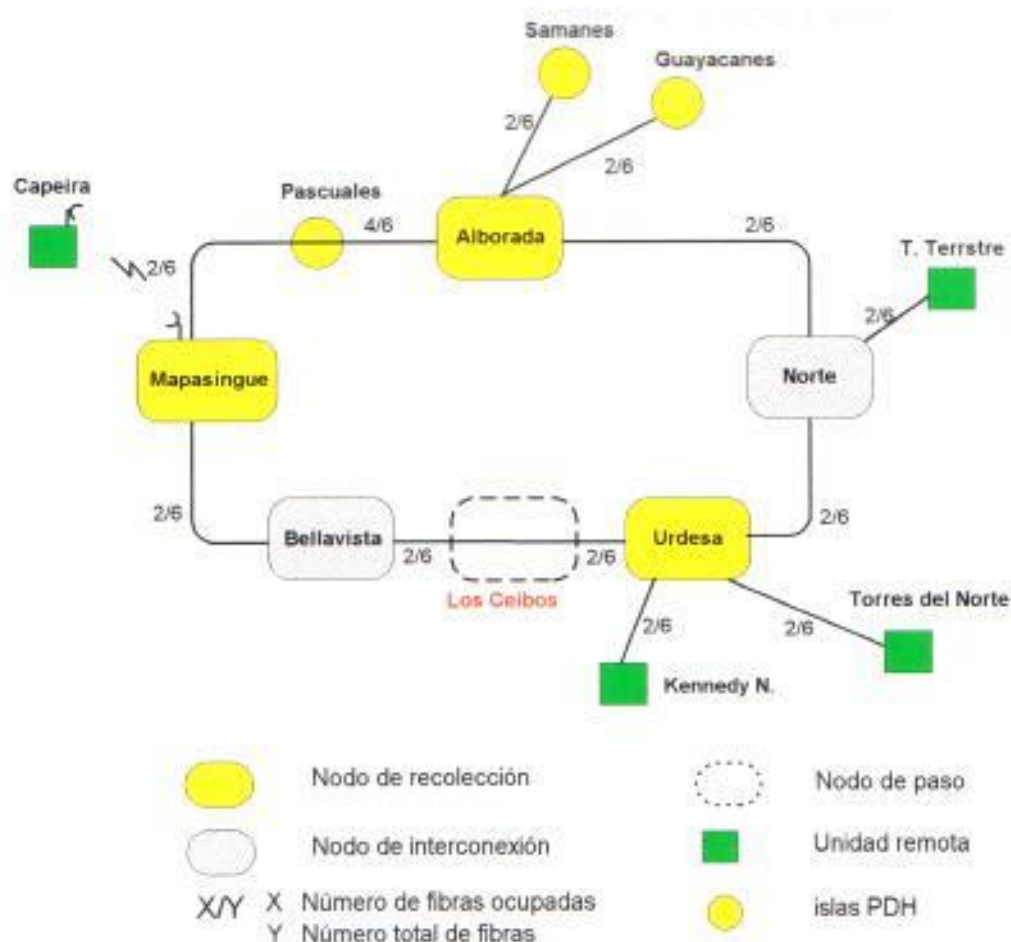 Samanes
Guayacanes
2/6
2/6
Capeira
Pascuales
4/6
Alborada
2/6
T. Terrstre
2/6
2/6
Mapasingue
Norte
2/6
Bellavista
2/6
2/6
Urdesa
2/6
Los Ceibos
Torres del Norte
2/6
2/6
Kennedy N.
Nodo de recolección
Nodo de paso
Nodo de interconexión
Unidad remota
X/Y X Número de fibras ocupadas
Y Número total de fibras
islas PDH